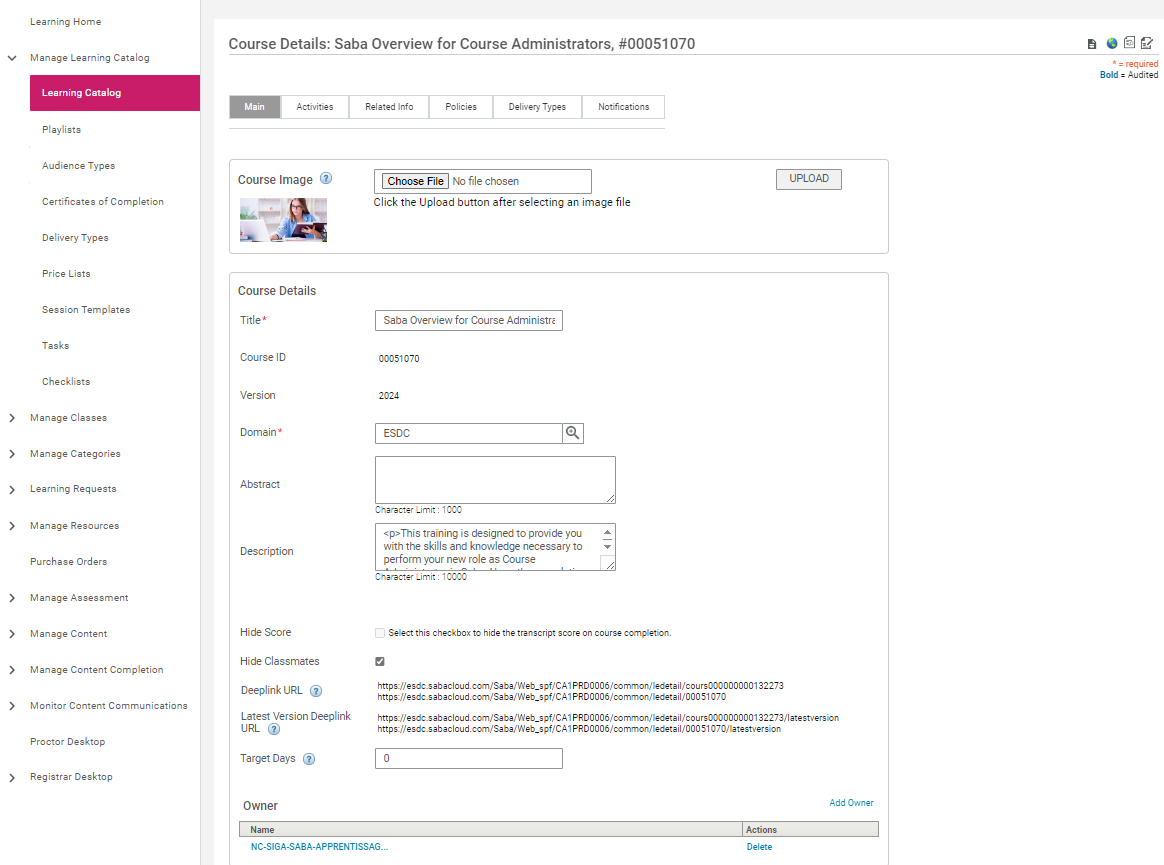 Learning Home
Manage Learning Catalog
Learning Catalog
Playlists
Audience Types
Certificates of Completion
Delivery Types
Price Lists
Session Templates
Tasks
Checklists
Manage Classes
Manage Categories
Learning Requests
Manage Resources
Purchase Orders
Manage Assessment
Manage Content
Manage Content Completion
Monitor Content Communications
Proctor Desktop
Registrar Desktop
Course Details: Saba Overview for Course Administrators, #00051070
* = required
Bold = Audited
Main Activities Related Info Policies Delivery Types Notifications
Course Image ? Choose File No file chosen UPLOAD
Click the Upload button after selecting an image file
Course Details
Title* Saba Overview for Course Administra
Course ID 00051070
Version 2024
Domain* ESDC
Abstract
Character Limit : 1000
Description
<p>This training is designed to provide you
with the skills and knowledge necessary to
perform your new role as Course
Character Limit : 10000
Hide Score Select this checkbox to hide the transcript score on course completion.
Hide Classmates
Deeplink URL ? https://esdc.sabacloud.com/Saba/Web_spf/CA1PRD0006/common/ledetail/cours000000000132273
https://esdc.sabacloud.com/Saba/Web_spf/CA1PRD0006/common/ledetail/00051070
Latest Version Deeplink https://esdc.sabacloud.com/Saba/Web_spf/CA1PRD0006/common/ledetail/cours000000000132273/latestversion
URL ? https://esdc.sabacloud.com/Saba/Web_spf/CA1PRD0006/common/ledetail/00051070/latestversion
Target Days ? 0
Owner Add Owner
Name Actions
NC-SIGA-SABA-APPRENTISSAG... Delete